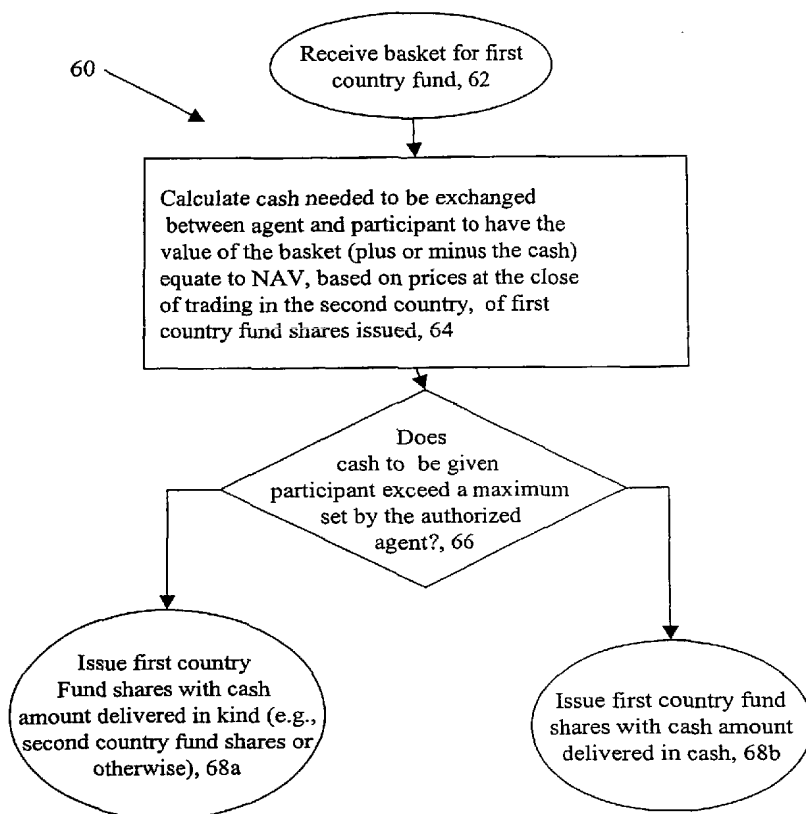 60
Receive basket for first
country fund, 62
Calculate cash needed to be exchanged
between agent and participant to have the
value of the basket (plus or minus the cash)
equate to NAV, based on prices at the close
of trading in the second country, of first
country fund shares issued, 64
Does
cash to be given
participant exceed a maximum
set by the authorized
agent?, 66
Issue first country
Fund shares with cash
amount delivered in kind (e.g.,
second country fund shares or
otherwise), 68a
Issue first country fund
shares with cash amount
delivered in cash, 68b